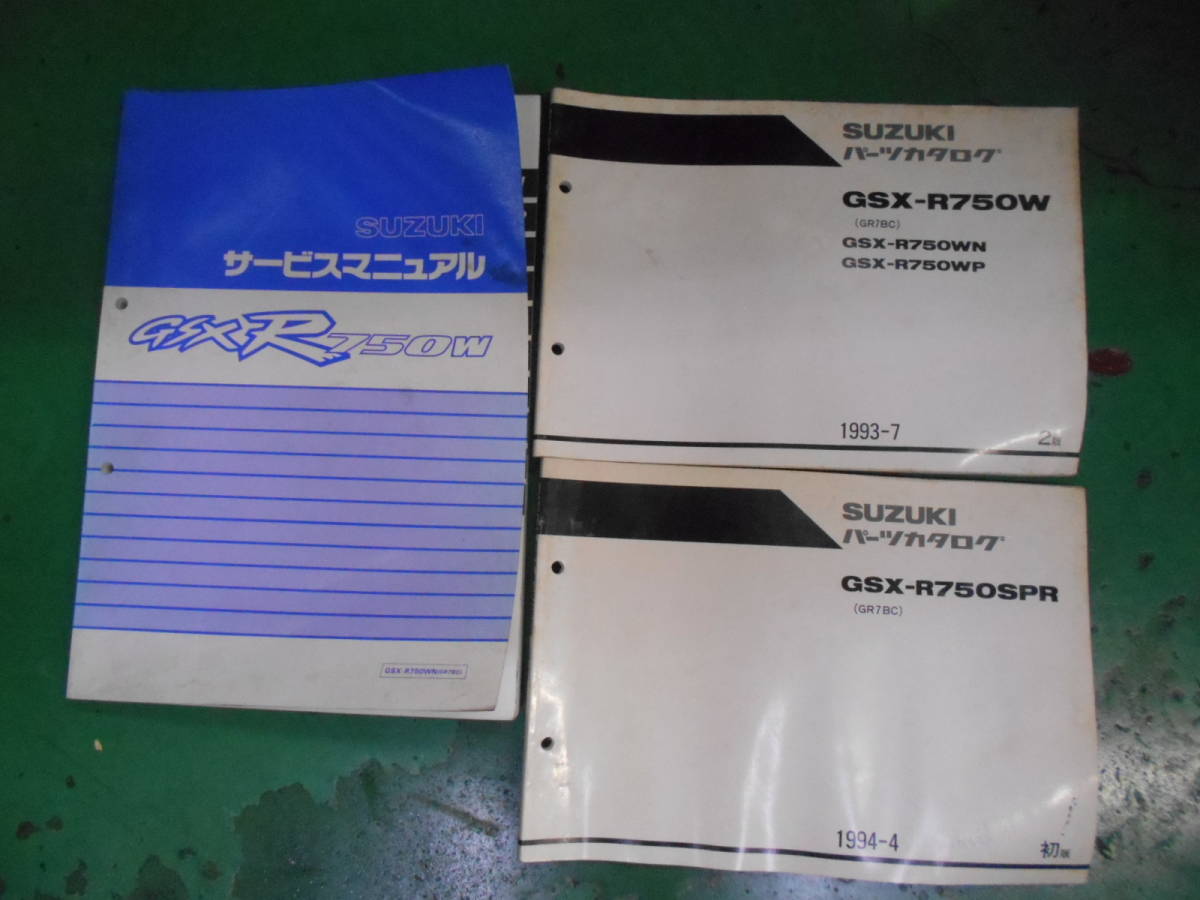 SUZUKI
サービスマニュアル
GSX-R750W
GSX-R750WN(GR7BC)
SUZUKI
パーツカタログ
GSX-R750W
(GR7BC)
GSX-R750WN
GSX-R750WP
1993-7
2版
SUZUKI
パーツカタログ
GSX-R750SPR
(GR7BC)
1994-4
初版